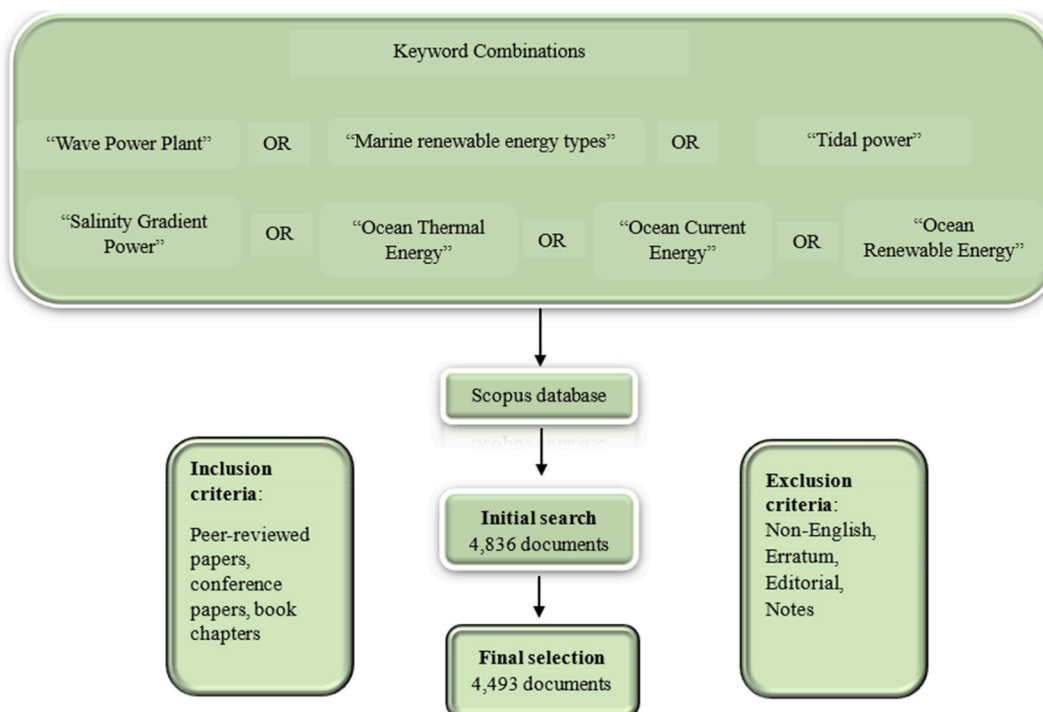 Keyword Combinations
“Wave Power Plant” OR “Marine renewable energy types” OR “Tidal power”
“Salinity Gradient
Power”
OR
“Ocean Thermal
Energy”
OR
“Ocean Current
Energy”
OR
“Ocean
Renewable Energy”
Scopus database
Inclusion
criteria:
Peer-reviewed
papers,
conference
papers, book
chapters
Initial search
4,836 documents
Final selection
4,493 documents
Exclusion
criteria:
Non-English,
Erratum,
Editorial,
Notes